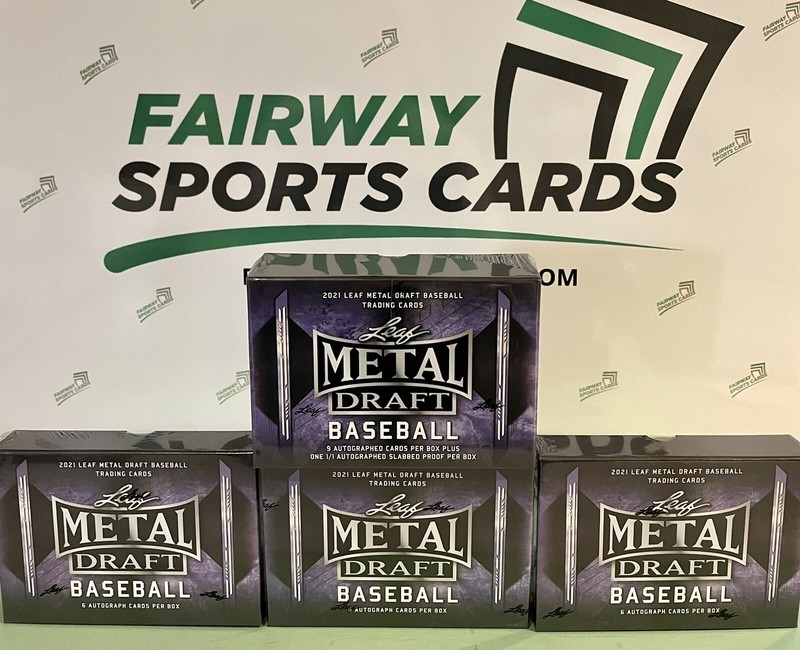 FAIRWAY
SPORTS CARDS
OM
2021 LEAF METAL DRAFT BASEBALL
TRADING CARDS
Leaf
METAL
DRAFT
BASEBALL
9 AUTOGRAPHED CARDS PER BOX PLUS
ONE 1/1 AUTOGRAPHED SLABBED PROOF PER BOX
2021 LEAF METAL DRAFT BASEBALL
TRADING CARDS
Leaf
METAL
DRAFT
BASEBALL
6 AUTOGRAPH CARDS PER BOX
2021 LEAF METAL DRAFT BASEBALL
TRADING CARDS
Leaf
METAL
DRAFT
BASEBALL
AUTOGRAPH CARDS PER BOX
2021 LEAF METAL DRAFT BASEBALL
TRADING CARDS
Leaf
METAL
DRAFT
BASEBALL
6 AUTOGRAPH CARDS PER BOX